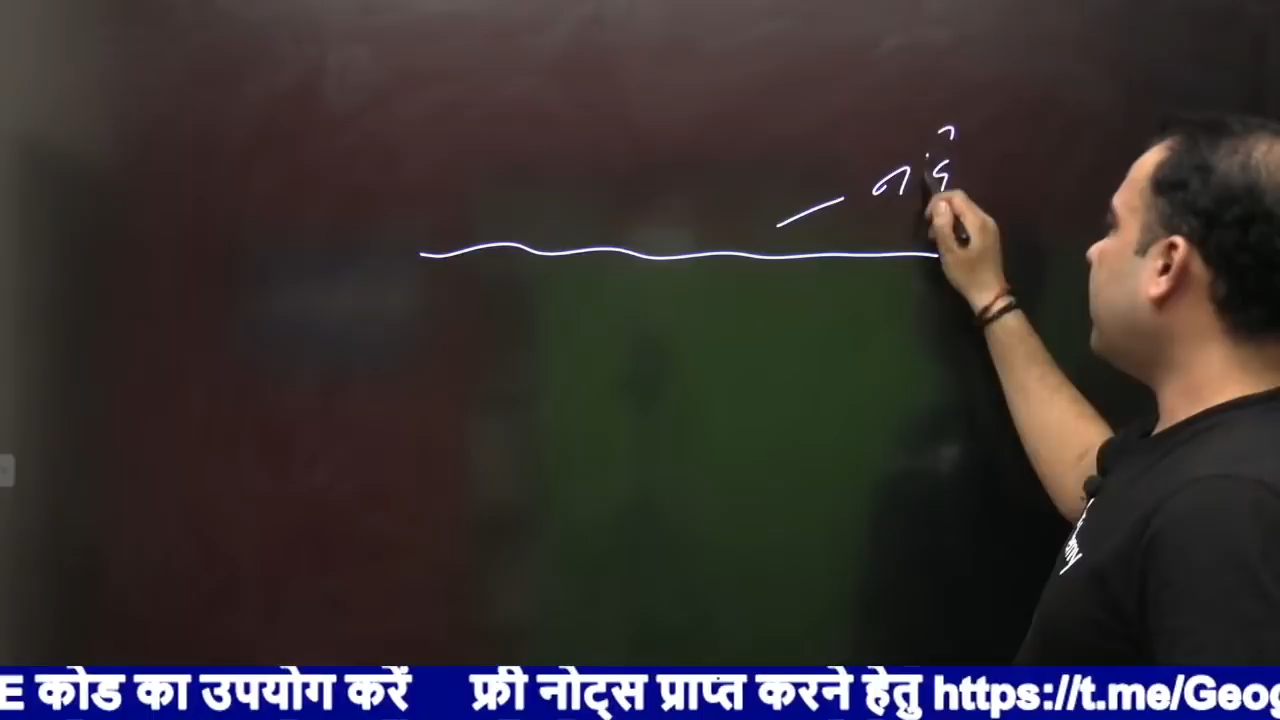 E कोड का उपयोग करें फ्री नोट्स प्राप्त करने हेतु https://t.me/Geog